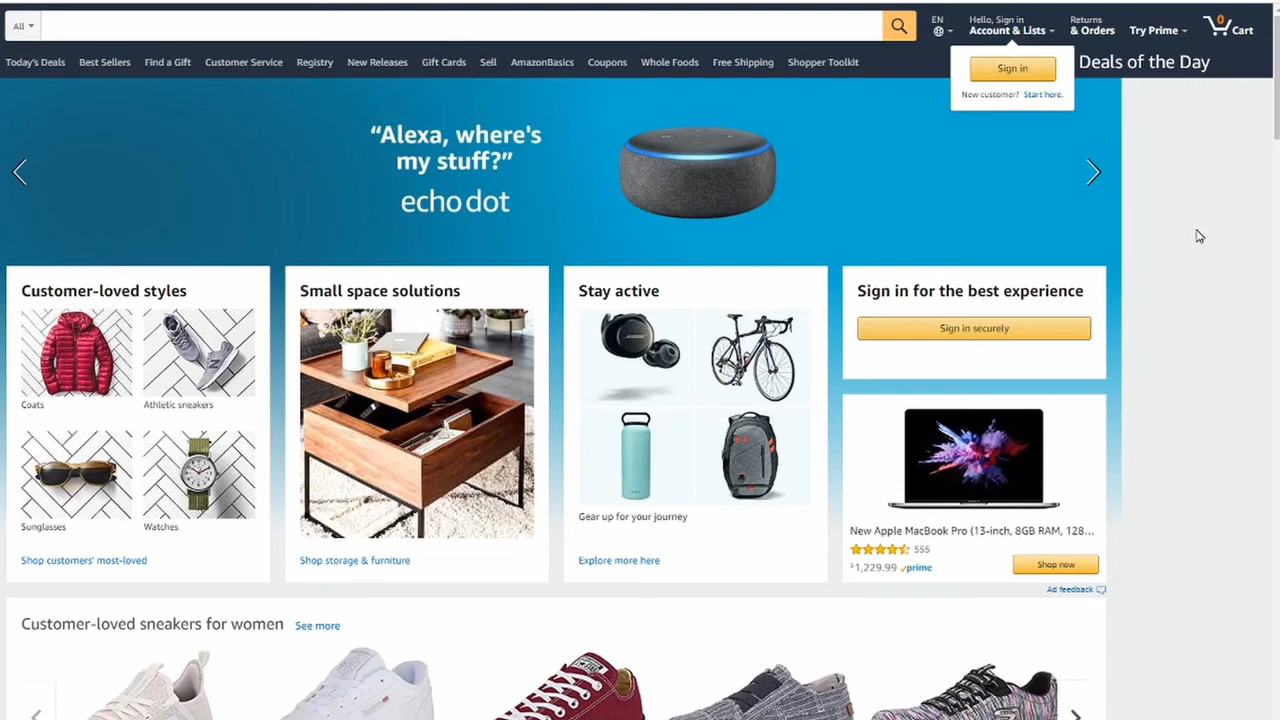 All
EN
Hello, Sign in
Account & Lists
Returns
& Orders
Try Prime
0
Cart
Today's Deals
Best Sellers
Find a Gift
Customer Service
Registry
New Releases
Gift Cards
Sell
AmazonBasics
Coupons
Whole Foods
Free Shipping
Shopper Toolkit
Deals of the Day
Sign in
New customer? Start here.
“Alexa, where's
my stuff?”
echo dot
Customer-loved styles
Coats
Athletic sneakers
Sunglasses
Watches
Shop customers' most-loved
Small space solutions
Shop storage & furniture
Stay active
BOSE
Gear up for your journey
Explore more here
Sign in for the best experience
Sign in securely
New Apple MacBook Pro (13-inch, 8GB RAM, 128...
555
$1,229.99 prime
Shop now
Ad feedback
Customer-loved sneakers for women See more